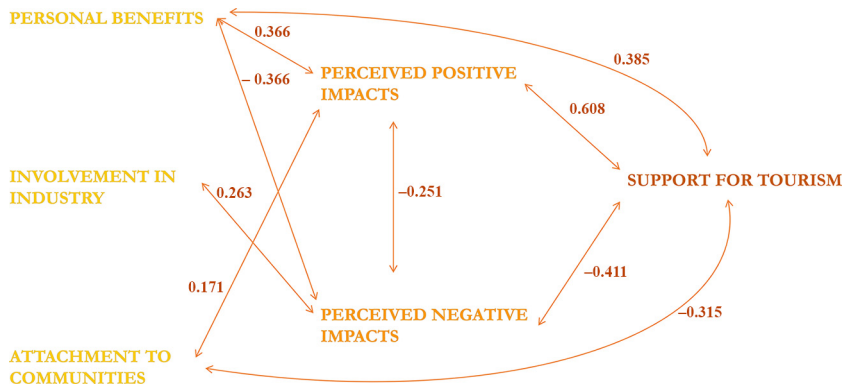 PERSONAL BENEFITS
0.366
0.385
– 0.366
PERCEIVED POSITIVE
IMPACTS
0.608
INVOLVEMENT IN
INDUSTRY
0.263
–0.251
SUPPORT FOR TOURISM
–0.411
0.171
PERCEIVED NEGATIVE
IMPACTS
–0.315
ATTACHMENT TO
COMMUNITIES